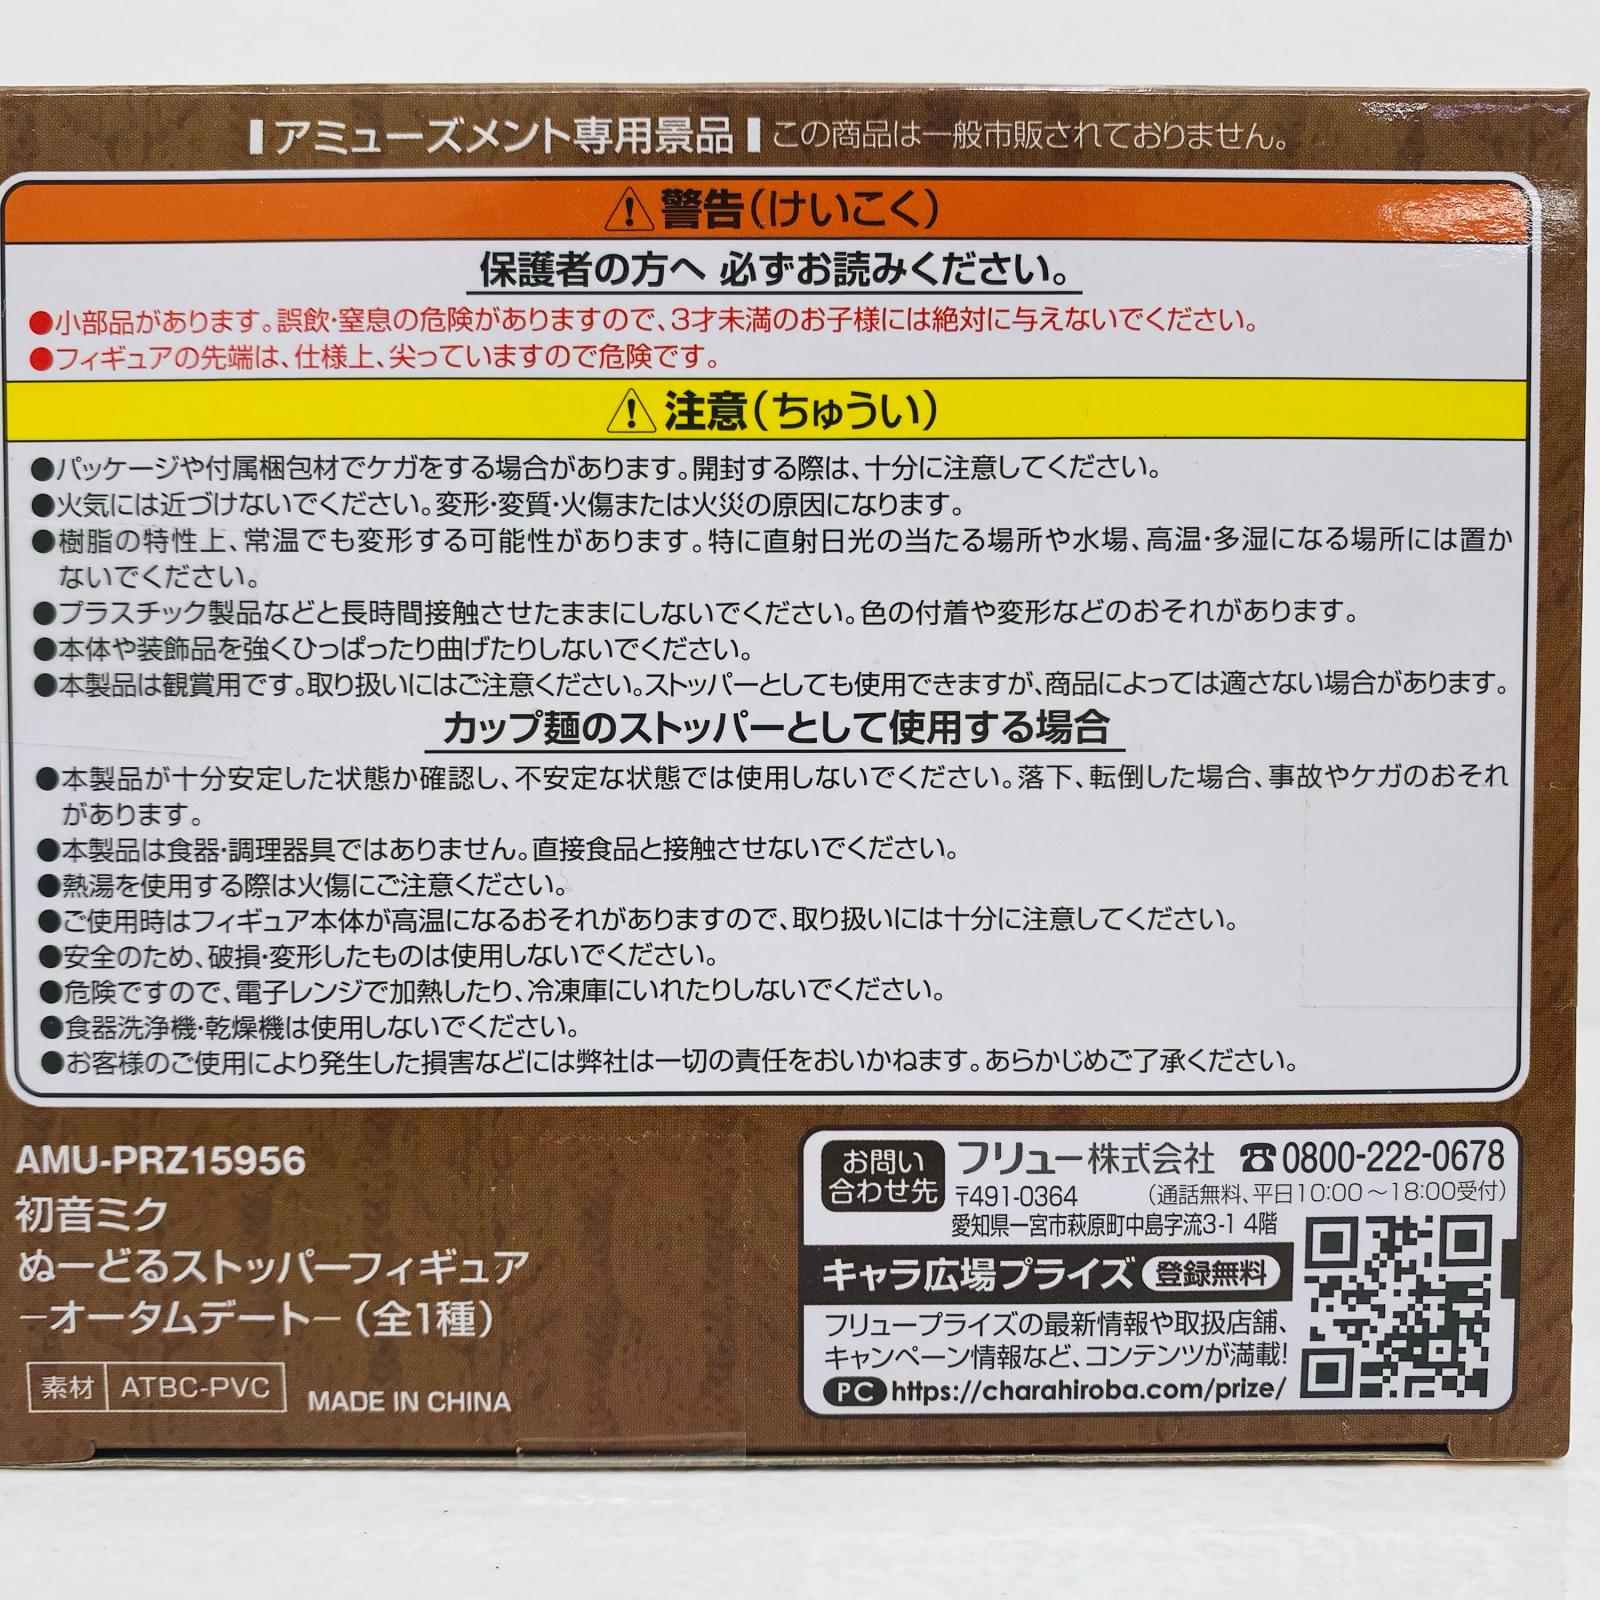 アミューズメント専用景品 この商品は一般市販されておりません。
⚠警告(けいこく)
保護者の方へ 必ずお読みください。
●小部品があります。誤飲・窒息の危険がありますので、3才未満のお子様には絶対に与えないでください。
●フィギュアの先端は、仕様上、尖っていますので危険です。
⚠注意(ちゅうい)
●パッケージや付属梱包材でケガをする場合があります。開封する際は、十分に注意してください。
●火気には近づけないでください。変形・変質・火傷または火災の原因になります。
●樹脂の特性上、常温でも変形する可能性があります。特に直射日光の当たる場所や水場、高温・多湿になる場所には置か
ないでください。
●プラスチック製品などと長時間接触させたままにしないでください。色の付着や変形などのおそれがあります。
●本体や装飾品を強くひっぱったり曲げたりしないでください。
●本製品は観賞用です。取り扱いにはご注意ください。ストッパーとしても使用できますが、商品によっては適さない場合があります。
カップ麺のストッパーとして使用する場合
●本製品が十分安定した状態か確認し、不安定な状態では使用しないでください。落下、転倒した場合、事故やケガのおそれ
があります。
●本製品は食器・調理器具ではありません。直接食品と接触させないでください。
●熱湯を使用する際は火傷にご注意ください。
●ご使用時はフィギュア本体が高温になるおそれがありますので、取り扱いには十分に注意してください。
●安全のため、破損・変形したものは使用しないでください。
●危険ですので、電子レンジで加熱したり、冷凍庫にいれたりしないでください。
●食器洗浄機・乾燥機は使用しないでください。
●お客様のご使用により発生した損害などには弊社は一切の責任をおいかねます。あらかじめご了承ください。
AMU-PRZ15956
初音ミク
ぬーどるストッパーフィギュア
−オータムデート−(全1種)
素材 ATBC-PVC MADE IN CHINA
お問い
合わせ先
フリュー株式会社 ☎0800-222-0678
〒491-0364 (通話無料、平日10:00～18:00受付)
愛知県一宮市萩原町中島字流3-1 4階
キャラ広場プライズ 登録無料
フリュープライズの最新情報や取扱店舗、
キャンペーン情報など、コンテンツが満載!
PC https://charahiroba.com/prize/